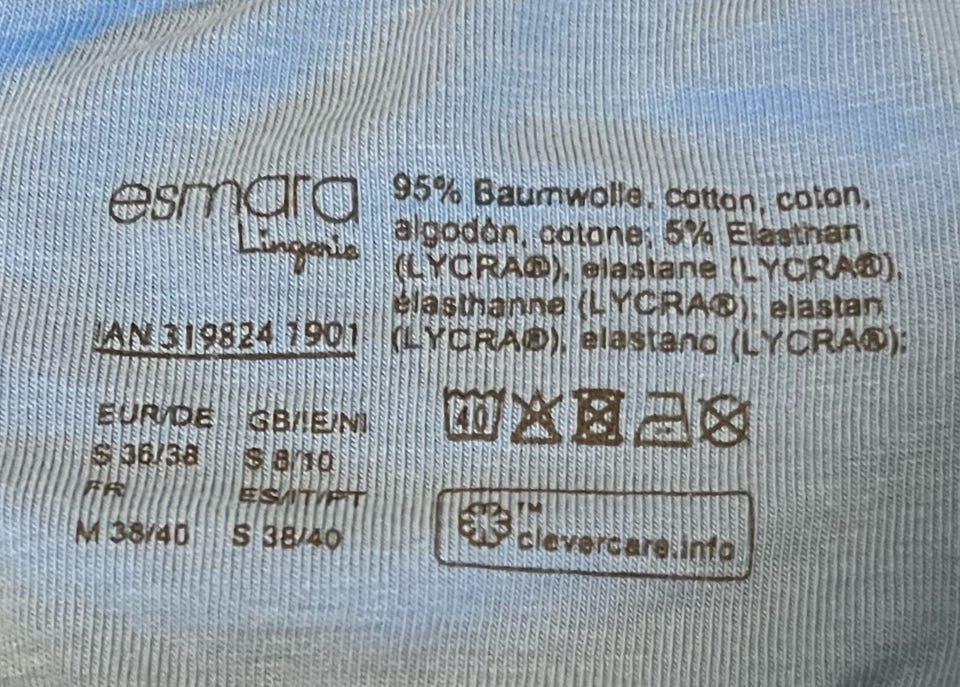 esmara
Lingerie
IAN 319824 1901
95% Baumwolle, cotton, coton,
algodón, cotone; 5% Elasthan
(LYCRA®), elastane (LYCRA®),
élasthanne (LYCRA®), elastán
(LYCRA®), elastano (LYCRA®);
EUR/DE GB/IE/NI
S 36/38 S 8/10
FR ES/IT/PT
M 38/40 S 38/40
40
™
clevercare.info